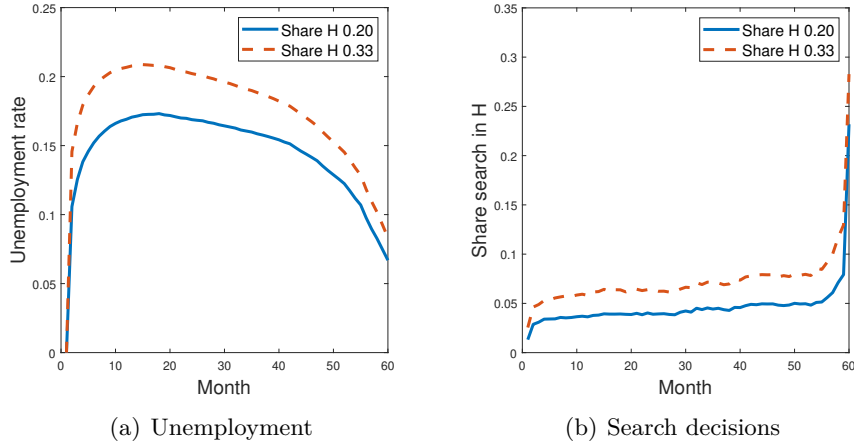 Share H 0.20
Share H 0.33
Unemployment rate
0.25
0.2
0.15
0.1
0.05
0
0 10 20 30 40 50 60
Month
(a) Unemployment
Share H 0.20
Share H 0.33
Share search in H
0.35
0.3
0.25
0.2
0.15
0.1
0.05
0
0 10 20 30 40 50 60
Month
(b) Search decisions